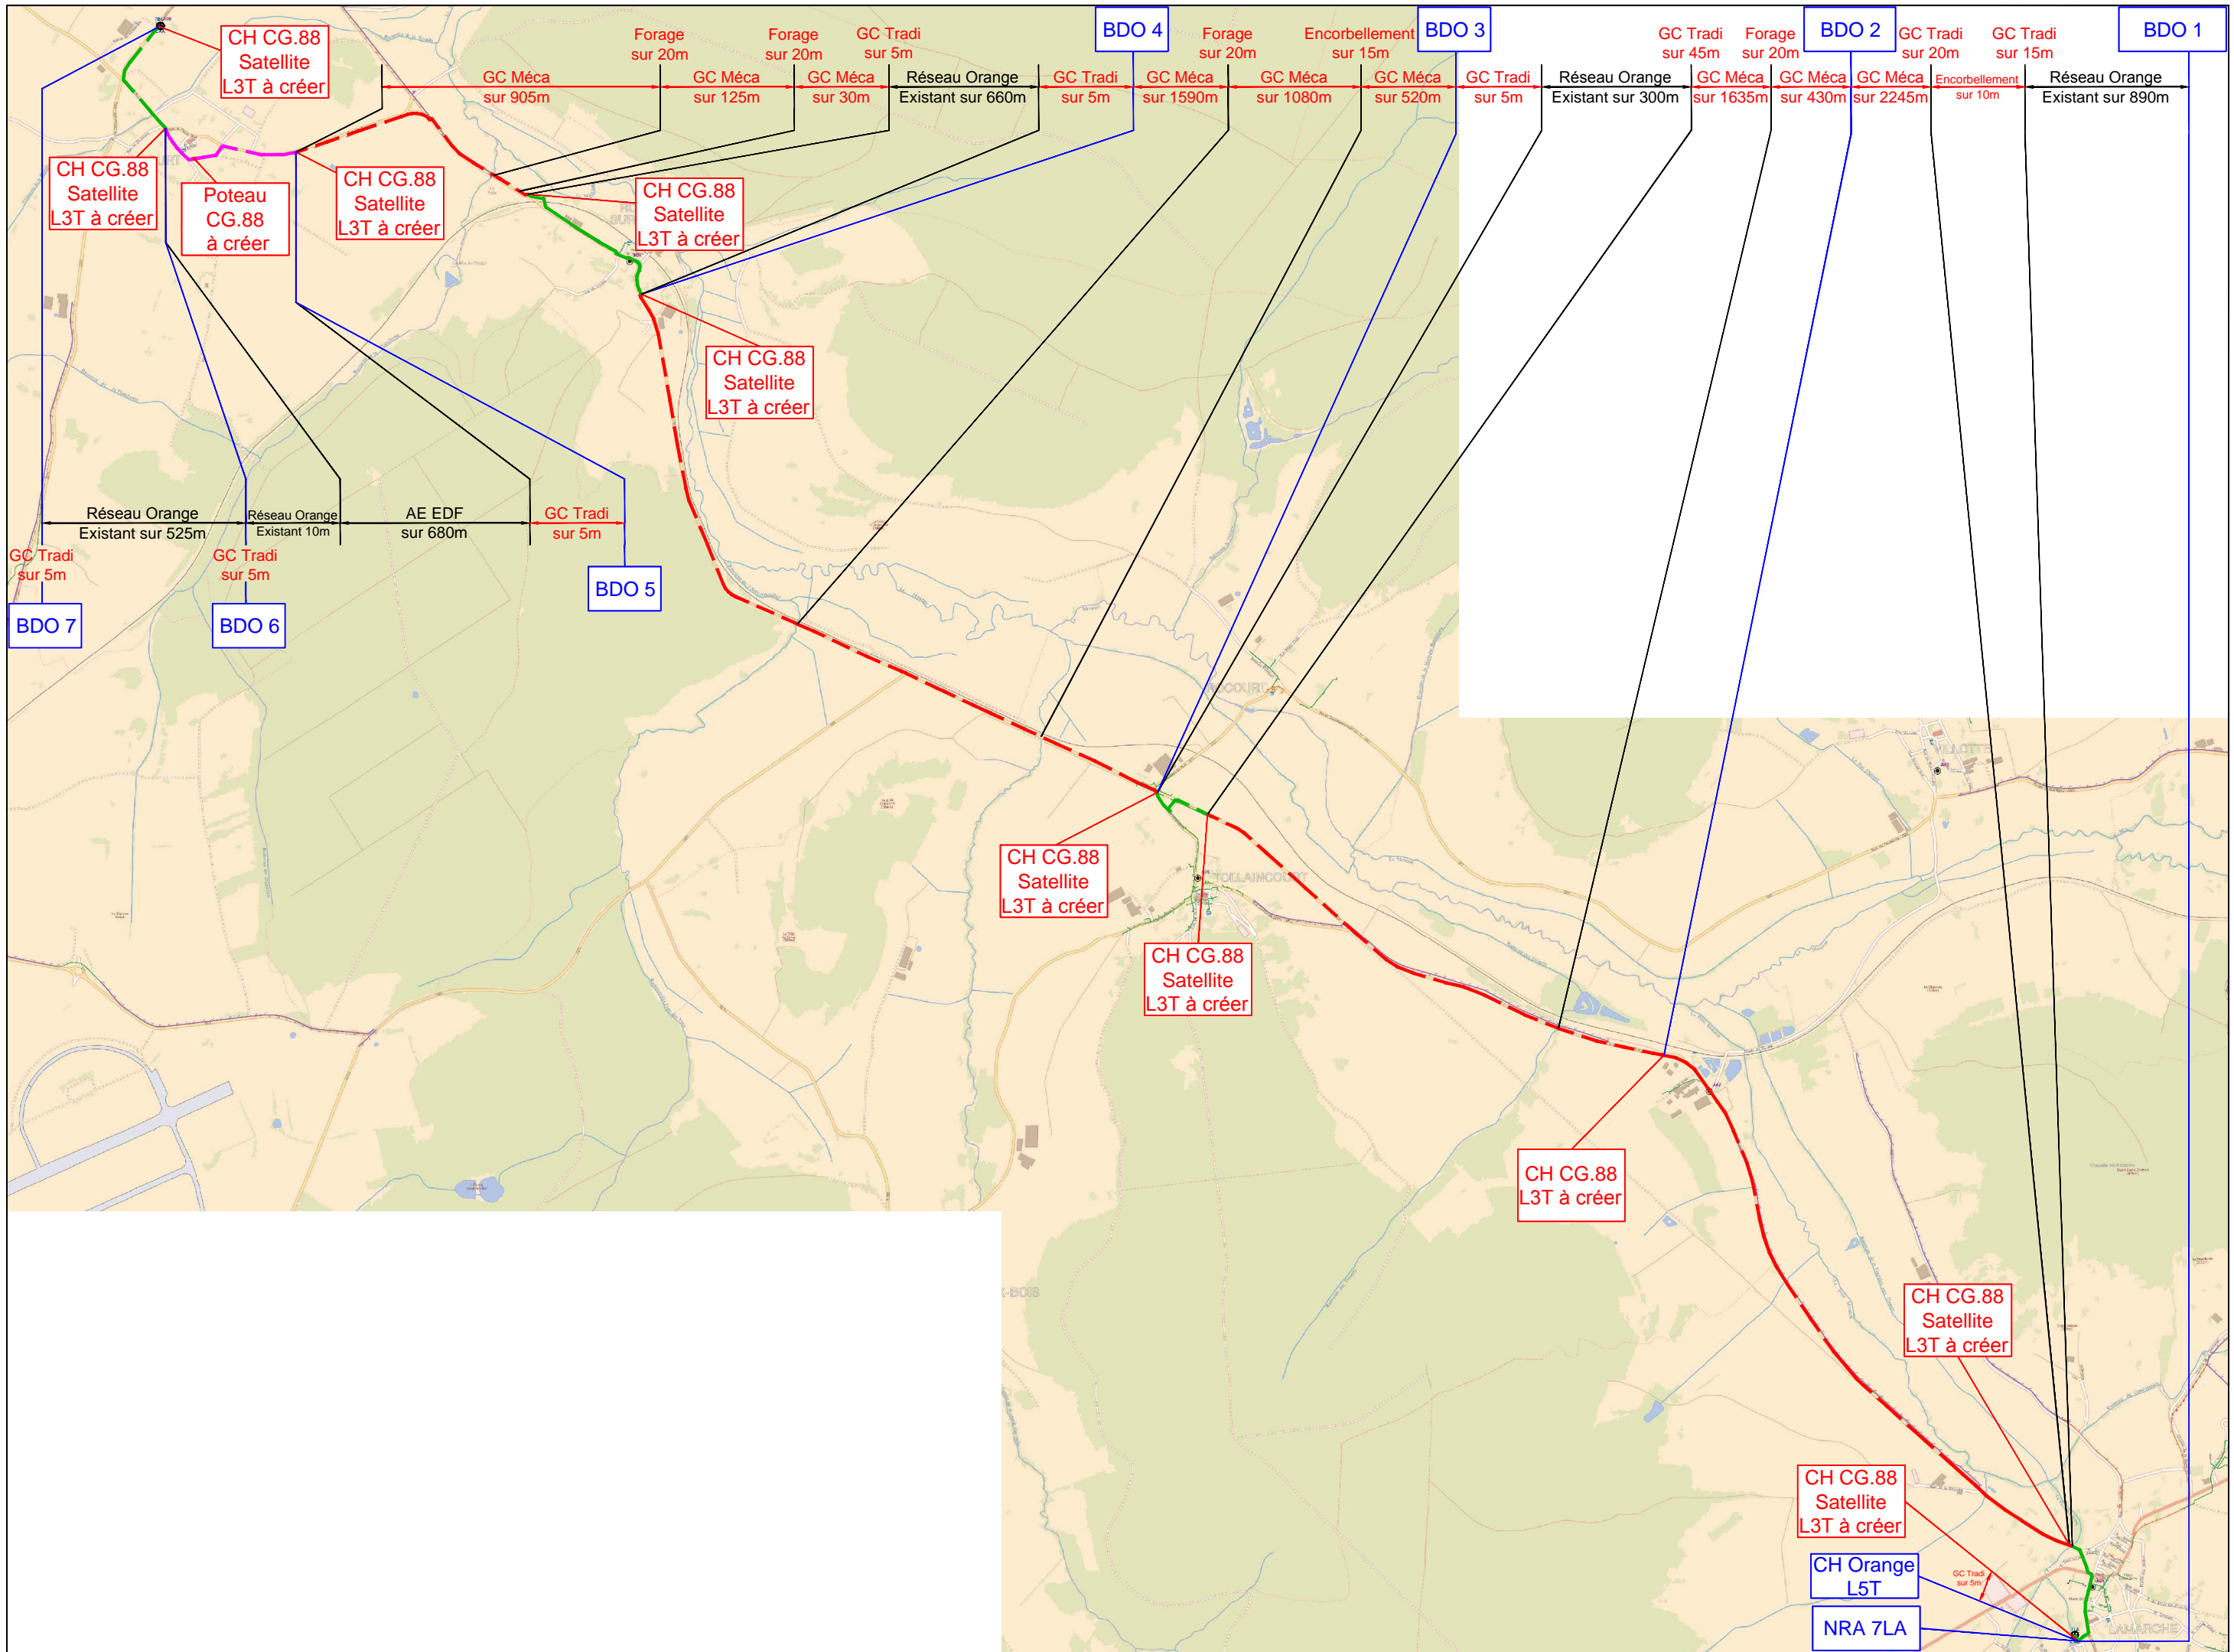 CH CG.88
Satellite
L3T à créer
BDO 4
BDO 3
BDO 2
BDO 1
Forage
sur 20m
Forage
sur 20m
GC Tradi
sur 5m
Forage
sur 20m
Encorbellement
sur 15m
GC Tradi
sur 45m
Forage
sur 20m
GC Tradi
sur 20m
GC Tradi
sur 15m
GC Méca
sur 905m
GC Méca
sur 125m
GC Méca
sur 30m
Réseau Orange
Existant sur 660m
GC Tradi
sur 5m
GC Méca
sur 1590m
GC Méca
sur 1080m
GC Méca
sur 520m
GC Tradi
sur 5m
Réseau Orange
Existant sur 300m
GC Méca
sur 1635m
GC Méca
sur 430m
GC Méca
sur 2245m
Encorbellement
sur 10m
Réseau Orange
Existant sur 890m
CH CG.88
Satellite
L3T à créer
Poteau
CG.88
à créer
CH CG.88
Satellite
L3T à créer
CH CG.88
Satellite
L3T à créer
CH CG.88
Satellite
L3T à créer
Réseau Orange
Existant sur 525m
Réseau Orange
Existant 10m
AE EDF
sur 680m
GC Tradi
sur 5m
GC Tradi
sur 5m
GC Tradi
sur 5m
BDO 5
BDO 7
BDO 6
ROCOURT
VILLOTTE
CH CG.88
Satellite
L3T à créer
TOLLAINCOURT
CH CG.88
Satellite
L3T à créer
CH CG.88
L3T à créer
X-BOIS
CH CG.88
Satellite
L3T à créer
CH CG.88
Satellite
L3T à créer
CH Orange
L5T
GC Tradi
sur 5m
NRA 7LA
LAMARCHE